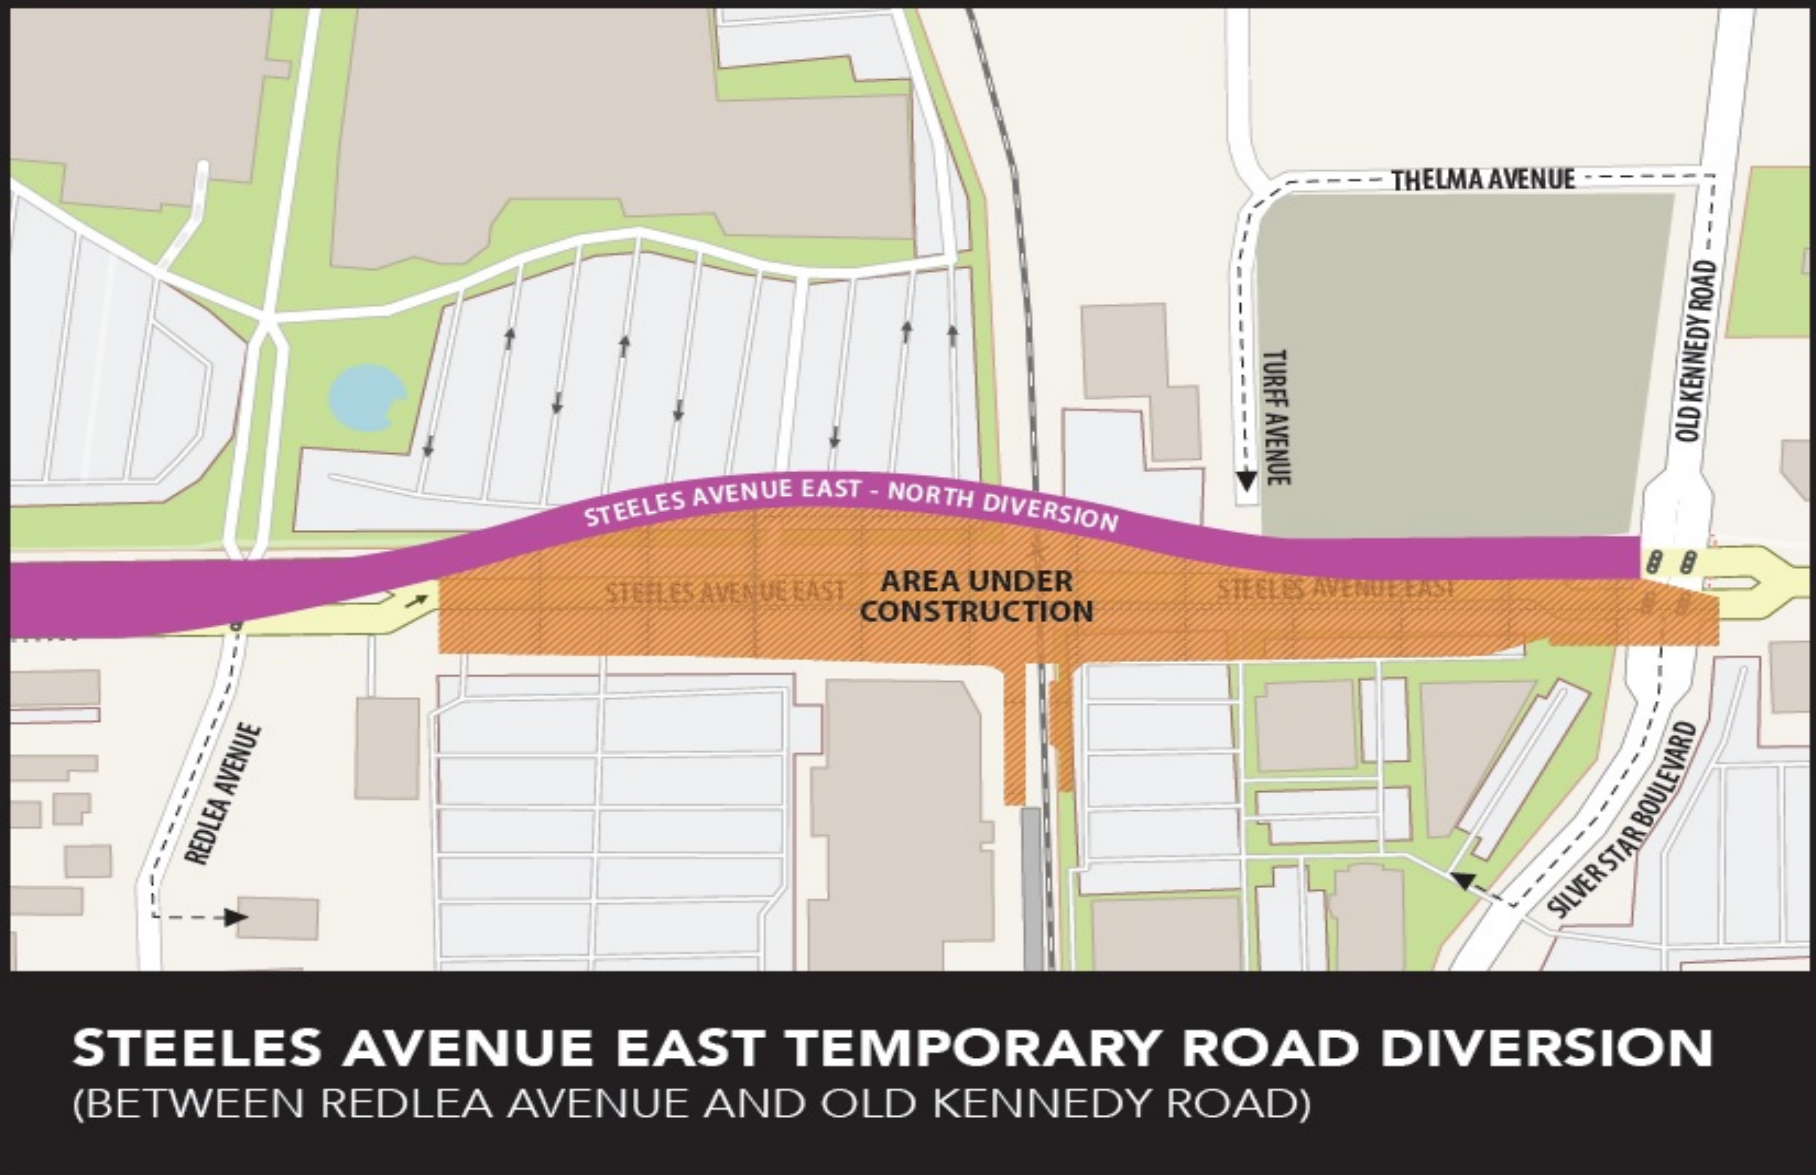 THELMA AVENUE
OLD KENNEDY ROAD
TURFF AVENUE
STEELES AVENUE EAST - NORTH DIVERSION
STEELES AVENUE EAST
AREA UNDER
CONSTRUCTION
STEELES AVENUE EAST
REDLEA AVENUE
SILVER STAR BOULEVARD
STEELES AVENUE EAST TEMPORARY ROAD DIVERSION
(BETWEEN REDLEA AVENUE AND OLD KENNEDY ROAD)